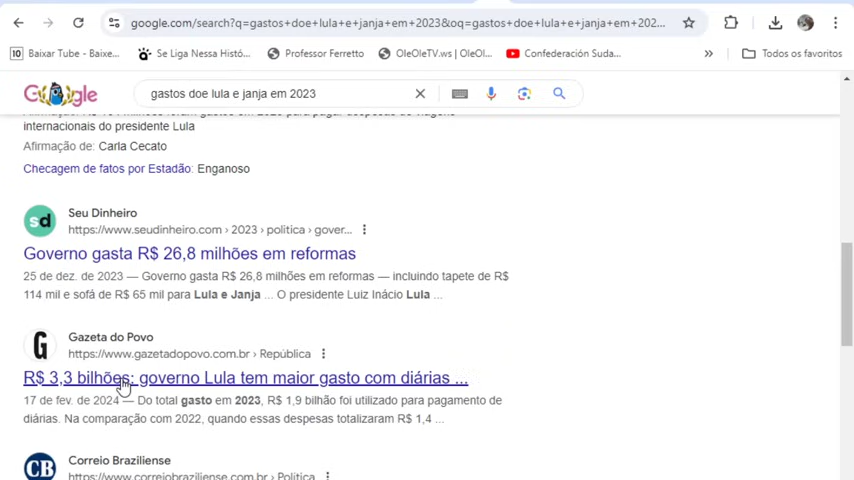 google.com/search?q=gastos+doe+lula+e+janja+em+2023&oq=gastos+doe+lula+e+janja+em+202...
Baixar Tube - Baixe...
Se Liga Nessa Histó...
Professor Ferretto
OleOleTV.ws | OleOl...
Confederación Suda...
»
Todos os favoritos
Google
gastos doe lula e janja em 2023
internacionais do presidente Lula
Afirmação de: Carla Cecato
Checagem de fatos por Estadão: Enganoso
sd
Seu Dinheiro
https://www.seudinheiro.com › 2023 › politica › gover...
Governo gasta R$ 26,8 milhões em reformas
25 de dez. de 2023 — Governo gasta R$ 26,8 milhões em reformas — incluindo tapete de R$
114 mil e sofá de R$ 65 mil para Lula e Janja ... O presidente Luiz Inácio Lula ...
G
Gazeta do Povo
https://www.gazetadopovo.com.br › República
R$ 3,3 bilhões: governo Lula tem maior gasto com diárias ...
17 de fev. de 2024 — Do total gasto em 2023, R$ 1,9 bilhão foi utilizado para pagamento de
diárias. Na comparação com 2022, quando essas despesas totalizaram R$ 1,4 ...
CB
Correio Braziliense
https://www.correiobraziliense.com.br › Política